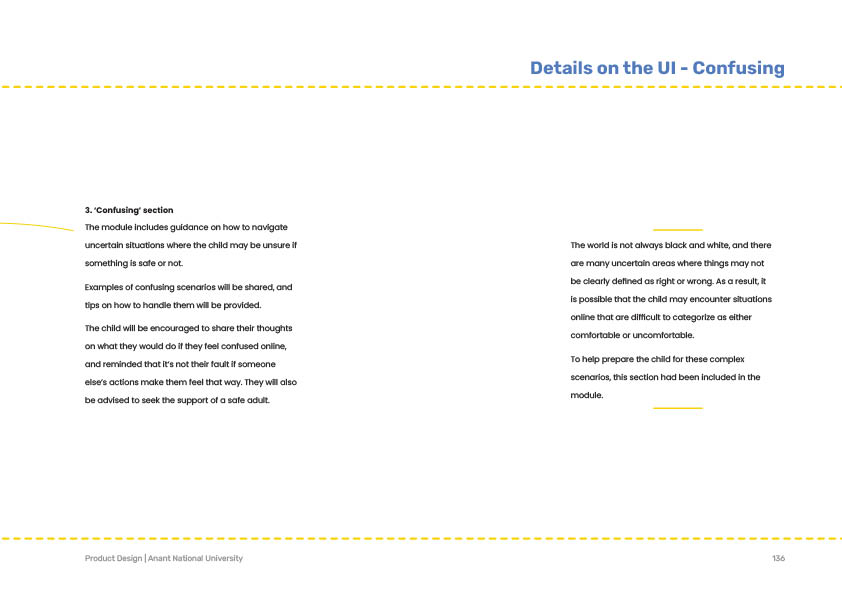 Details on the UI - Confusing
3. ‘Confusing’ section
The module includes guidance on how to navigate
uncertain situations where the child may be unsure if
something is safe or not.
Examples of confusing scenarios will be shared, and
tips on how to handle them will be provided.
The child will be encouraged to share their thoughts
on what they would do if they feel confused online,
and reminded that it’s not their fault if someone
else’s actions make them feel that way. They will also
be advised to seek the support of a safe adult.
The world is not always black and white, and there
are many uncertain areas where things may not
be clearly defined as right or wrong. As a result, it
is possible that the child may encounter situations
online that are difficult to categorize as either
comfortable or uncomfortable.
To help prepare the child for these complex
scenarios, this section had been included in the
module.
Product Design | Anant National University
136